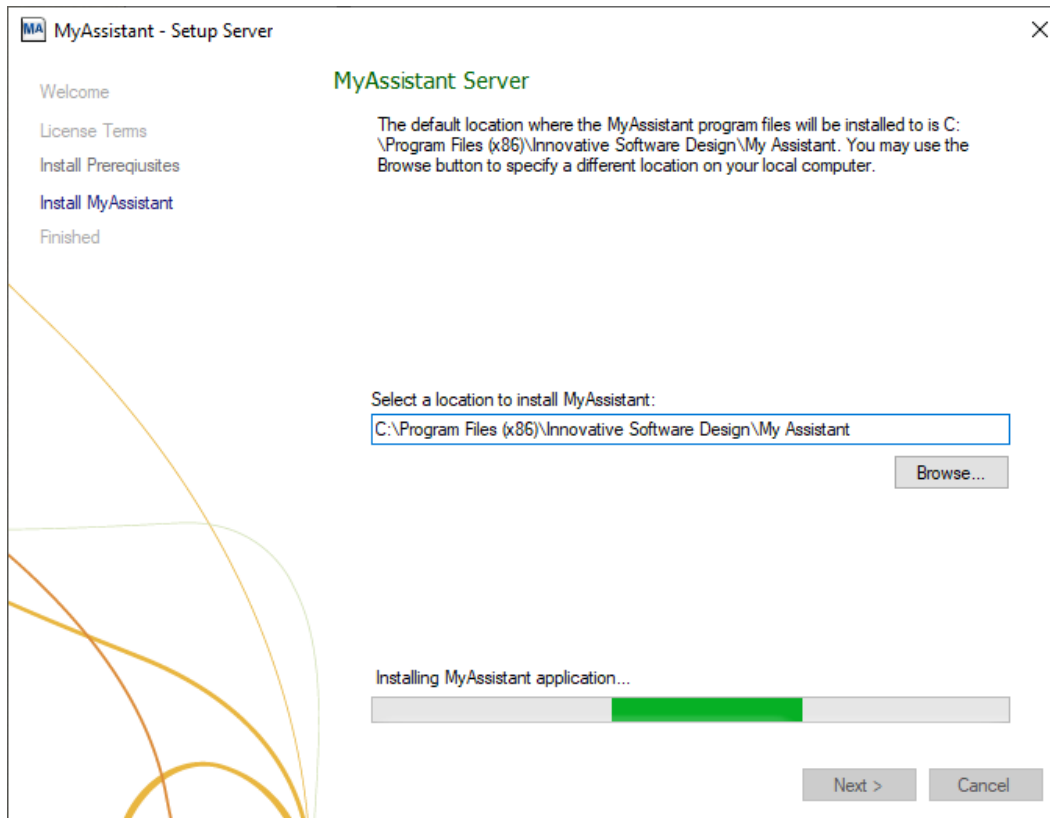 MA MyAssistant - Setup Server
Welcome
License Terms
Install Prereqiusites
Install MyAssistant
Finished
MyAssistant Server
The default location where the MyAssistant program files will be installed to is C:
\Program Files (x86)\Innovative Software Design\My Assistant. You may use the
Browse button to specify a different location on your local computer.
Select a location to install MyAssistant:
C:\Program Files (x86)\Innovative Software Design\My Assistant
Browse...
Installing MyAssistant application...
Next >
Cancel